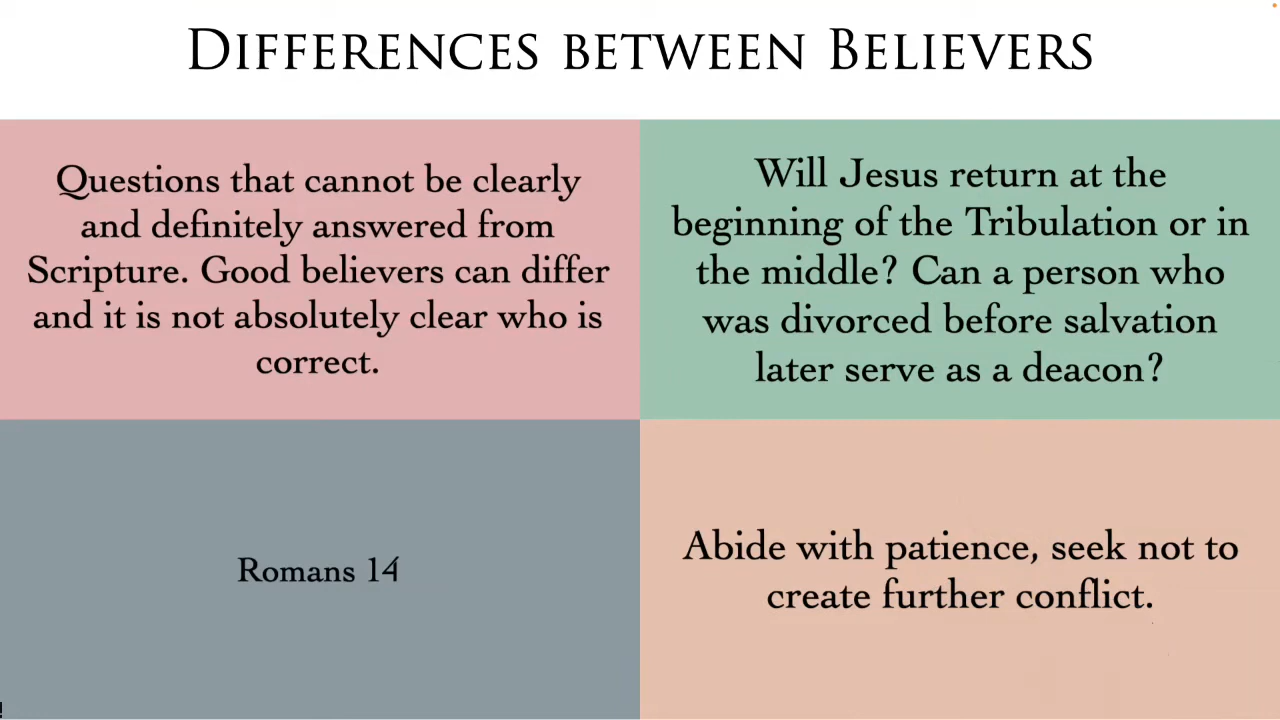 Differences between Believers
Questions that cannot be clearly
and definitely answered from
Scripture. Good believers can differ
and it is not absolutely clear who is
correct.
Will Jesus return at the
beginning of the Tribulation or in
the middle? Can a person who
was divorced before salvation
later serve as a deacon?
Romans 14
Abide with patience, seek not to
create further conflict.